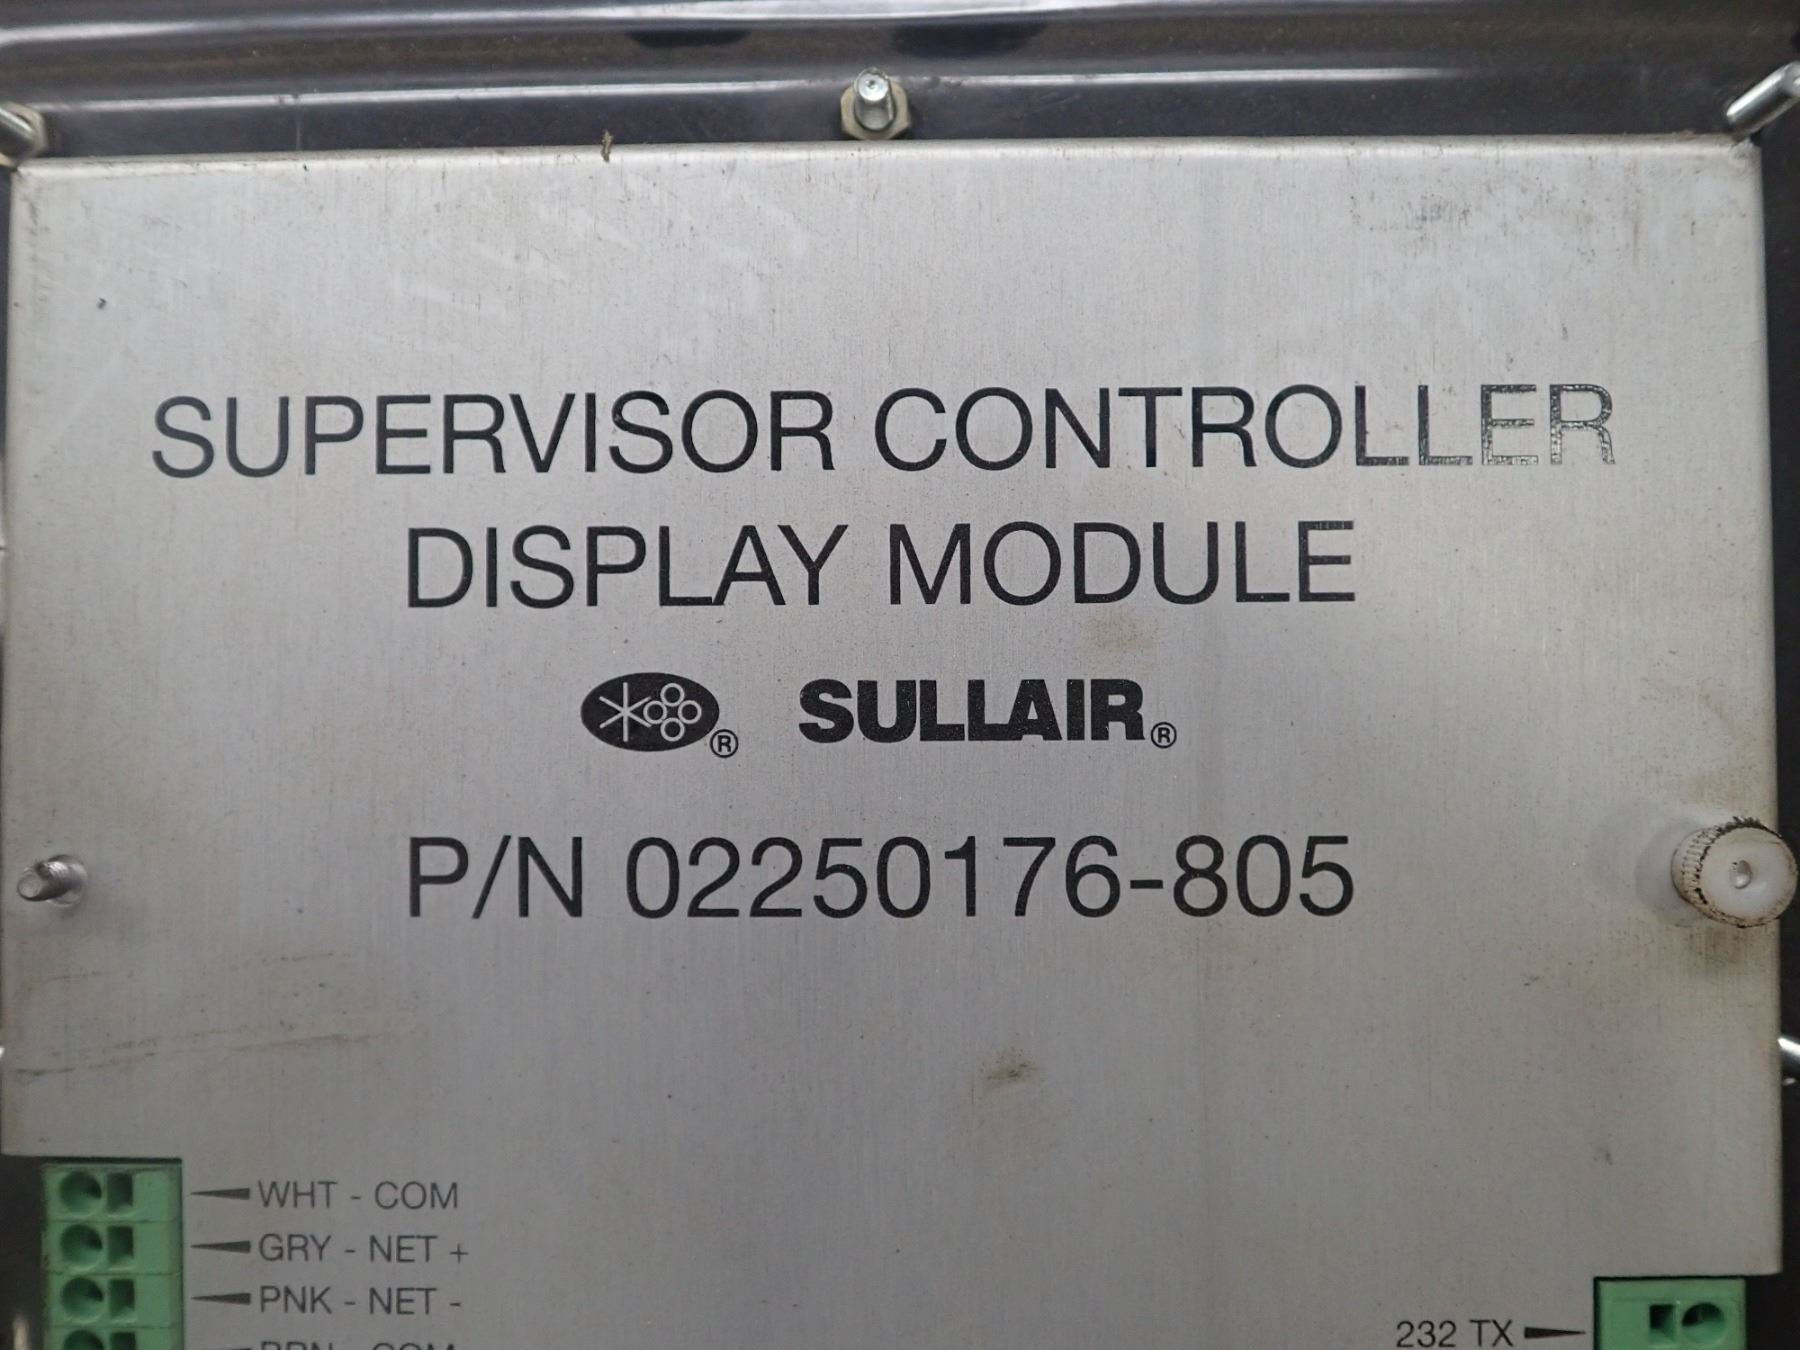 SUPERVISOR CONTROLLER
DISPLAY MODULE
® SULLAIR®
P/N 02250176-805
WHT - COM
GRY - NET +
PNK - NET -
232 TX